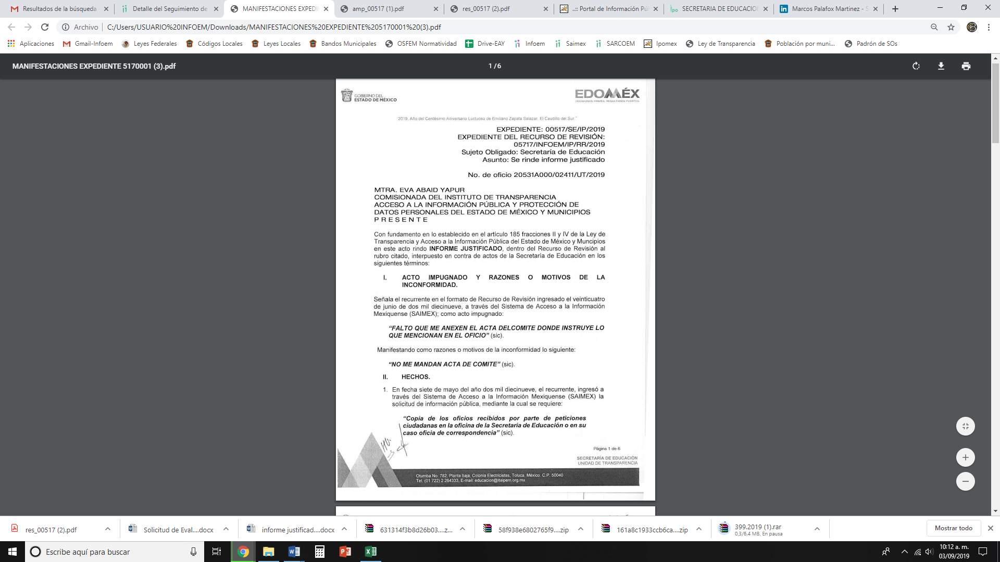 Resultados de la búsqueda
Detalle del Seguimiento de
MANIFESTACIONES EXPEDI
amp_00517 (1).pdf
res_00517 (2).pdf
..:: Portal de Información Pú
SECRETARIA DE EDUCACION
Marcos Palafox Martinez - S
Archivo
C:/Users/USUARIO%20INFOEM/Downloads/MANIFESTACIONES%20EXPEDIENTE%205170001%20(3).pdf
Aplicaciones
Gmail-Infoem
Leyes Federales
Códigos Locales
Leyes Locales
Bandos Municipales
OSFEM Normatividad
Drive-EAY
Infoem
Saimex
SARCOEM
Ipomex
Ley de Transparencia
Población por muni...
Padrón de SOs
MANIFESTACIONES EXPEDIENTE 5170001 (3).pdf
1 / 6
GOBIERNO DEL
ESTADO DE MÉXICO
EDOMÉX
DECISIONES FIRMES, RESULTADOS FUERTES.
"2019. Año del Centésimo Aniversario Luctuoso de Emiliano Zapata Salazar. El Caudillo del Sur."
EXPEDIENTE: 00517/SE/IP/2019
EXPEDIENTE DEL RECURSO DE REVISIÓN:
05717/INFOEM/IP/RR/2019
Sujeto Obligado: Secretaría de Educación
Asunto: Se rinde informe justificado
No. de oficio 20531A000/02411/UT/2019
MTRA. EVA ABAID YAPUR
COMISIONADA DEL INSTITUTO DE TRANSPARENCIA
ACCESO A LA INFORMACIÓN PÚBLICA Y PROTECCIÓN DE
DATOS PERSONALES DEL ESTADO DE MÉXICO Y MUNICIPIOS
P R E S E N T E
Con fundamento en lo establecido en el artículo 185 fracciones II y IV de la Ley de
Transparencia y Acceso a la Información Pública del Estado de México y Muncipios
en este acto rindo INFORME JUSTIFICADO, dentro del Recurso de Revisión al
rubro citado, interpuesto en contra de actos de la Secretaría de Educación en los
siguientes términos:
I. ACTO IMPUGNADO Y RAZONES O MOTIVOS DE LA
INCONFORMIDAD.
Señala el recurrente en el formato de Recurso de Revisión ingresado el veinticuatro
de junio de dos mil diecinueve, a través del Sistema de Acceso a la Información
Mexiquense (SAIMEX); como acto impugnado:
"FALTO QUE ME ANEXEN EL ACTA DELCOMITE DONDE INSTRUYE LO
QUE MENCIONAN EN EL OFICIO" (sic).
Manifestando como razones o motivos de la inconformidad lo siguiente:
"NO ME MANDAN ACTA DE COMITE" (sic).
II. HECHOS.
1. En fecha siete de mayo del año dos mil diecinueve, el recurrente, ingresó a
través del Sistema de Acceso a la Información Mexiquense (SAIMEX) la
solicitud de información pública, mediante la cual se requiere:
"Copia de los oficios recibidos por parte de peticiones
ciudadanas en la oficina de la Secretaría de Educación o en su
caso oficia de correspondencia" (sic).
Página 1 de 6
SECRETARÍA DE EDUCACIÓN
UNIDAD DE TRANSPARENCIA
Otumba No. 782, Planta baja, Colonia Electricistas, Toluca, México. C.P. 50040
Tel. (01 722) 2 264333, E-mail: educacion@itaipem.org.mx
res_00517 (2).pdf
Solicitud de Eval....docx
informe justificad....docx
631314f3b8d26b03....z...
58f938e6802765f9....zip
161a8c1933ccb6ca....zip
399.2019 (1).rar
0,3/6,4 MB, En pausa
Mostrar todo
Escribe aquí para buscar
10:12 a. m.
03/09/2019